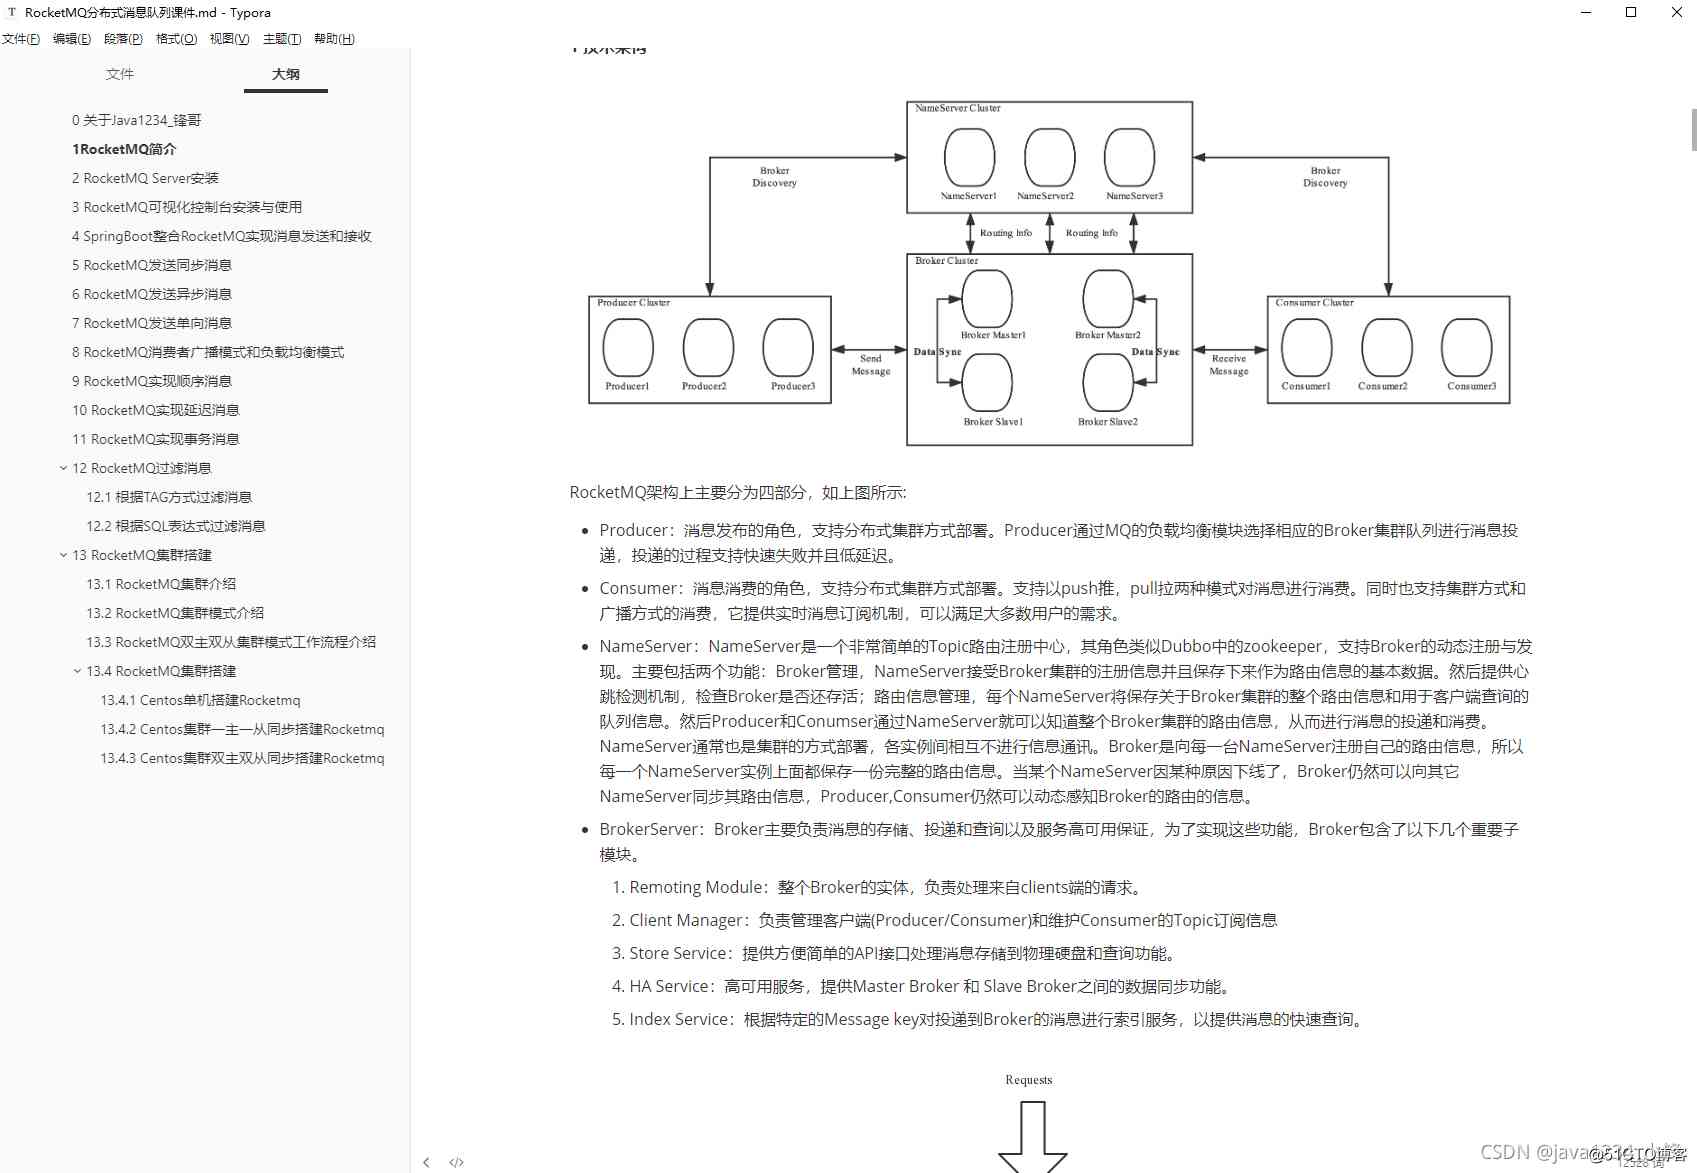 RocketMQ分布式消息队列课件.md - Typora
文件(F) 编辑(E) 段落(P) 格式(O) 视图(V) 主题(T) 帮助(H)
文件 大纲
0 关于Java1234_锋哥
1RocketMQ简介
2 RocketMQ Server安装
3 RocketMQ可视化控制台安装与使用
4 SpringBoot整合RocketMQ实现消息发送和接收
5 RocketMQ发送同步消息
6 RocketMQ发送异步消息
7 RocketMQ发送单向消息
8 RocketMQ消费者广播模式和负载均衡模式
9 RocketMQ实现顺序消息
10 RocketMQ实现延迟消息
11 RocketMQ实现事务消息
12 RocketMQ过滤消息
12.1 根据TAG方式过滤消息
12.2 根据SQL表达式过滤消息
13 RocketMQ集群搭建
13.1 RocketMQ集群介绍
13.2 RocketMQ集群模式介绍
13.3 RocketMQ双主双从集群模式工作流程介绍
13.4 RocketMQ集群搭建
13.4.1 Centos单机搭建Rocketmq
13.4.2 Centos集群一主一从同步搭建Rocketmq
13.4.3 Centos集群双主双从同步搭建Rocketmq
技术架构
NameServer Cluster
NameServer1 NameServer2 NameServer3
Broker
Discovery
Broker
Discovery
Routing Info Routing Info
Broker Cluster
Broker Master1 Broker Master2
Data Sync Data Sync
Broker Slave1 Broker Slave2
Producer Cluster
Producer1 Producer2 Producer3
Send
Message
Receive
Message
Consumer Cluster
Consumer1 Consumer2 Consumer3
RocketMQ架构上主要分为四部分，如上图所示:
Producer：消息发布的角色，支持分布式集群方式部署。Producer通过MQ的负载均衡模块选择相应的Broker集群队列进行消息投
递，投递的过程支持快速失败并且低延迟。
Consumer：消息消费的角色，支持分布式集群方式部署。支持以push推，pull拉两种模式对消息进行消费。同时也支持集群方式和
广播方式的消费，它提供实时消息订阅机制，可以满足大多数用户的需求。
NameServer：NameServer是一个非常简单的Topic路由注册中心，其角色类似Dubbo中的zookeeper，支持Broker的动态注册与发
现。主要包括两个功能：Broker管理，NameServer接受Broker集群的注册信息并且保存下来作为路由信息的基本数据。然后提供心
跳检测机制，检查Broker是否还存活；路由信息管理，每个NameServer将保存关于Broker集群的整个路由信息和用于客户端查询的
队列信息。然后Producer和Conumser通过NameServer就可以知道整个Broker集群的路由信息，从而进行消息的投递和消费。
NameServer通常也是集群的方式部署，各实例间相互不进行信息通讯。Broker是向每一台NameServer注册自己的路由信息，所以
每一个NameServer实例上面都保存一份完整的路由信息。当某个NameServer因某种原因下线了，Broker仍然可以向其它
NameServer同步其路由信息，Producer,Consumer仍然可以动态感知Broker的路由的信息。
BrokerServer：Broker主要负责消息的存储、投递和查询以及服务高可用保证，为了实现这些功能，Broker包含了以下几个重要子
模块。
1. Remoting Module：整个Broker的实体，负责处理来自clients端的请求。
2. Client Manager：负责管理客户端(Producer/Consumer)和维护Consumer的Topic订阅信息
3. Store Service：提供方便简单的API接口处理消息存储到物理硬盘和查询功能。
4. HA Service：高可用服务，提供Master Broker 和 Slave Broker之间的数据同步功能。
5. Index Service：根据特定的Message key对投递到Broker的消息进行索引服务，以提供消息的快速查询。
Requests
CSDN @java
@51CTO博客